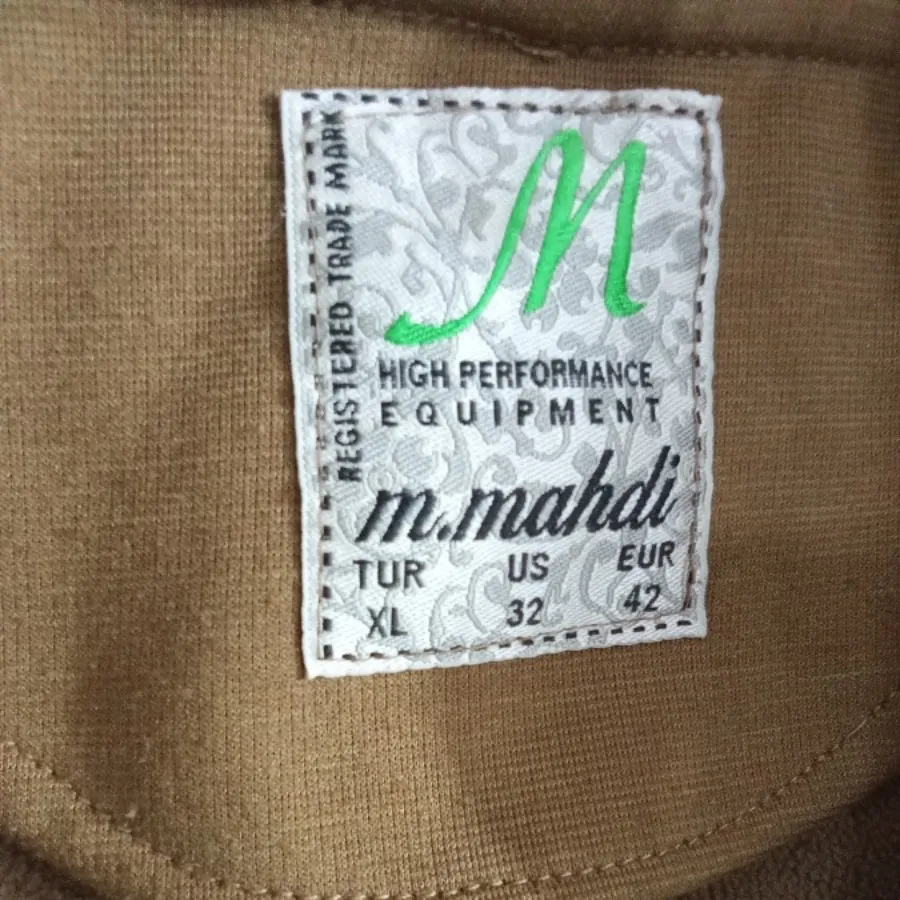 REGISTERED TRADE MARK
M
HIGH PERFORMANCE
EQUIPMENT
m.mahdi
TUR US EUR
XL 32 42